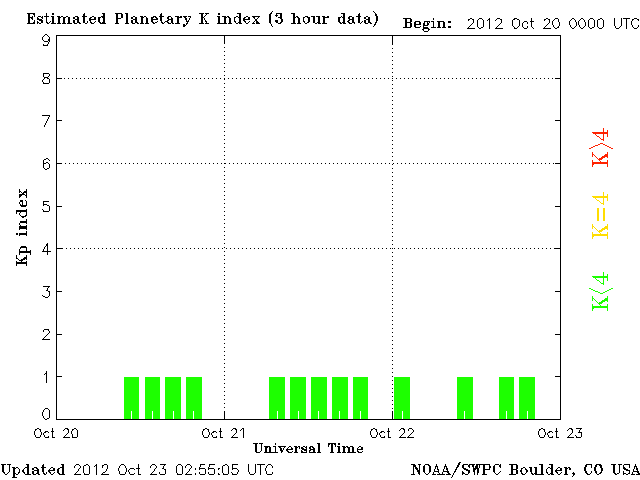 Estimated Planetary K index (3 hour data) Begin: 2012 Oct 20 0000 UTC
9
8
7
6
5
4
3
2
1
0
Kp index
K>4
K=4
K<4
Oct 20 Oct 21 Oct 22 Oct 23
Universal Time
Updated 2012 Oct 23 02:55:05 UTC NOAA/SWPC Boulder, CO USA